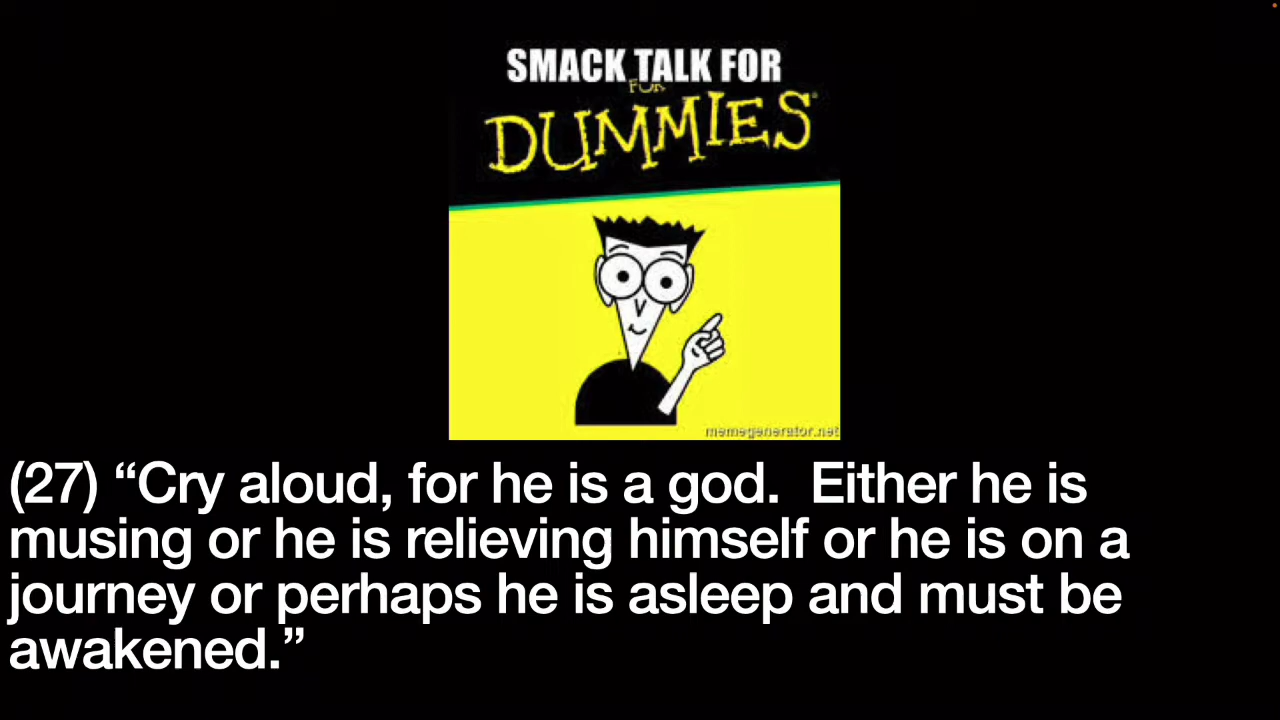 SMACK TALK FOR
FOR
DUMMIES®
memegenerator.net
(27) “Cry aloud, for he is a god.  Either he is
musing or he is relieving himself or he is on a
journey or perhaps he is asleep and must be
awakened.”